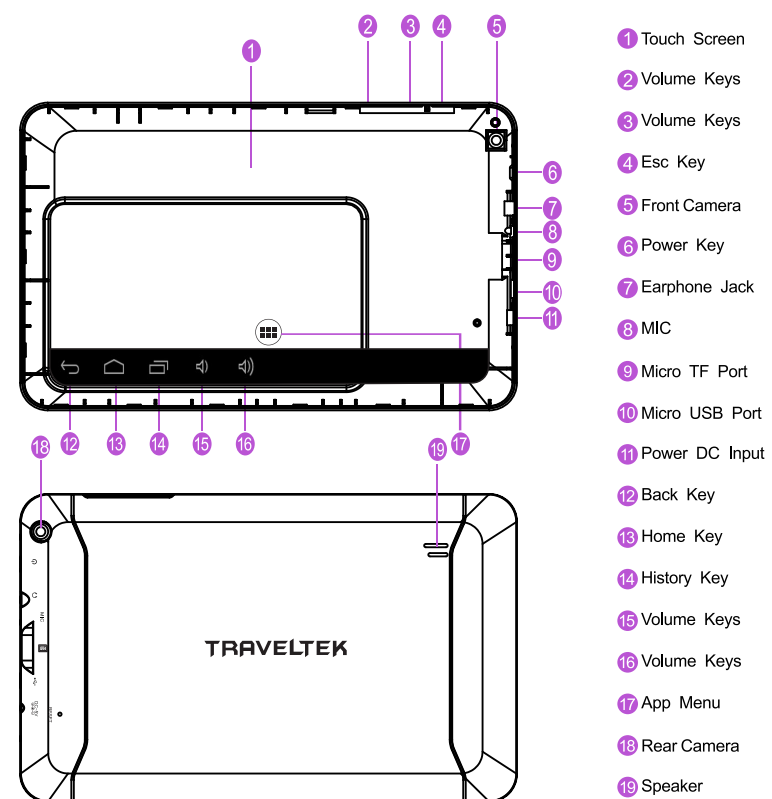 1 2 3 4 5
6
7
8
9
10
11
12 13 14 15 16 17
18 19
TRAVELTEK
MIC
1 Touch Screen
2 Volume Keys
3 Volume Keys
4 Esc Key
5 Front Camera
6 Power Key
7 Earphone Jack
8 MIC
9 Micro TF Port
10 Micro USB Port
11 Power DC Input
12 Back Key
13 Home Key
14 History Key
15 Volume Keys
16 Volume Keys
17 App Menu
18 Rear Camera
19 Speaker